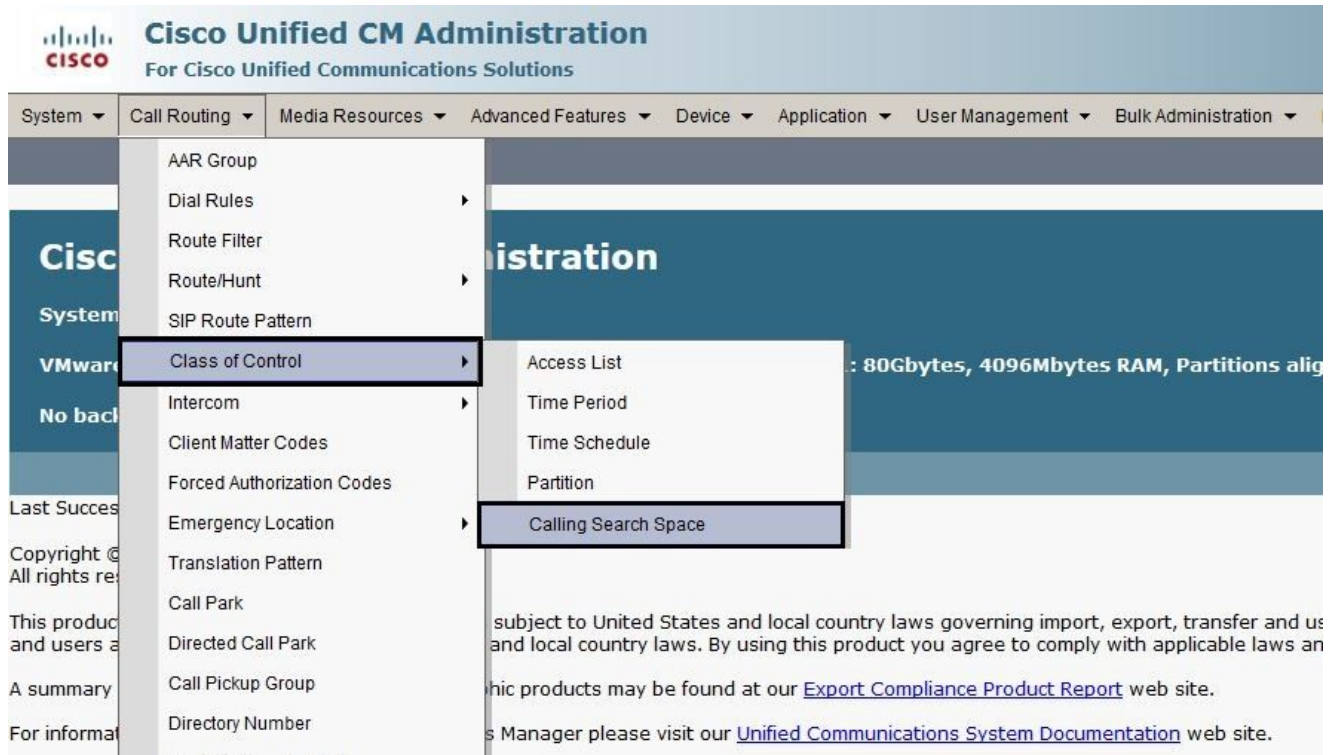 CISCO
Cisco Unified CM Administration
For Cisco Unified Communications Solutions
System Call Routing Media Resources Advanced Features Device Application User Management Bulk Administration
AAR Group
Dial Rules
Route Filter
Cisc istration
Route/Hunt
System
SIP Route Pattern
VMware Class of Control Access List : 80Gbytes, 4096Mbytes RAM, Partitions alig
Intercom Time Period
No back
Client Matter Codes Time Schedule
Forced Authorization Codes Partition
Last Succes
Emergency Location Calling Search Space
Copyright ©
Translation Pattern
All rights res
Call Park
This produc subject to United States and local country laws governing import, export, transfer and us
and users a Directed Call Park and local country laws. By using this product you agree to comply with applicable laws an
A summary Call Pickup Group hic products may be found at our Export Compliance Product Report web site.
For informat Directory Number s Manager please visit our Unified Communications System Documentation web site.